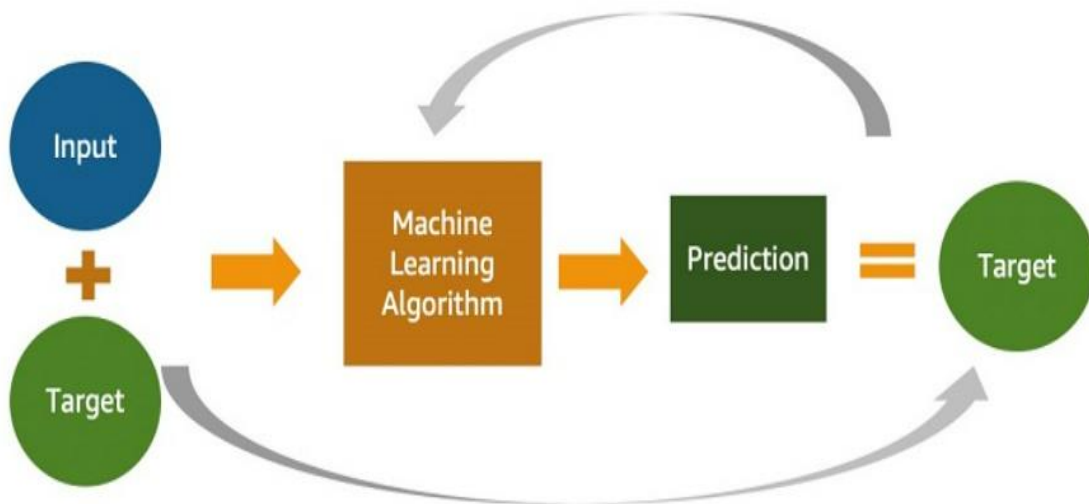 Input
Target
Machine
Learning
Algorithm
Prediction
Target